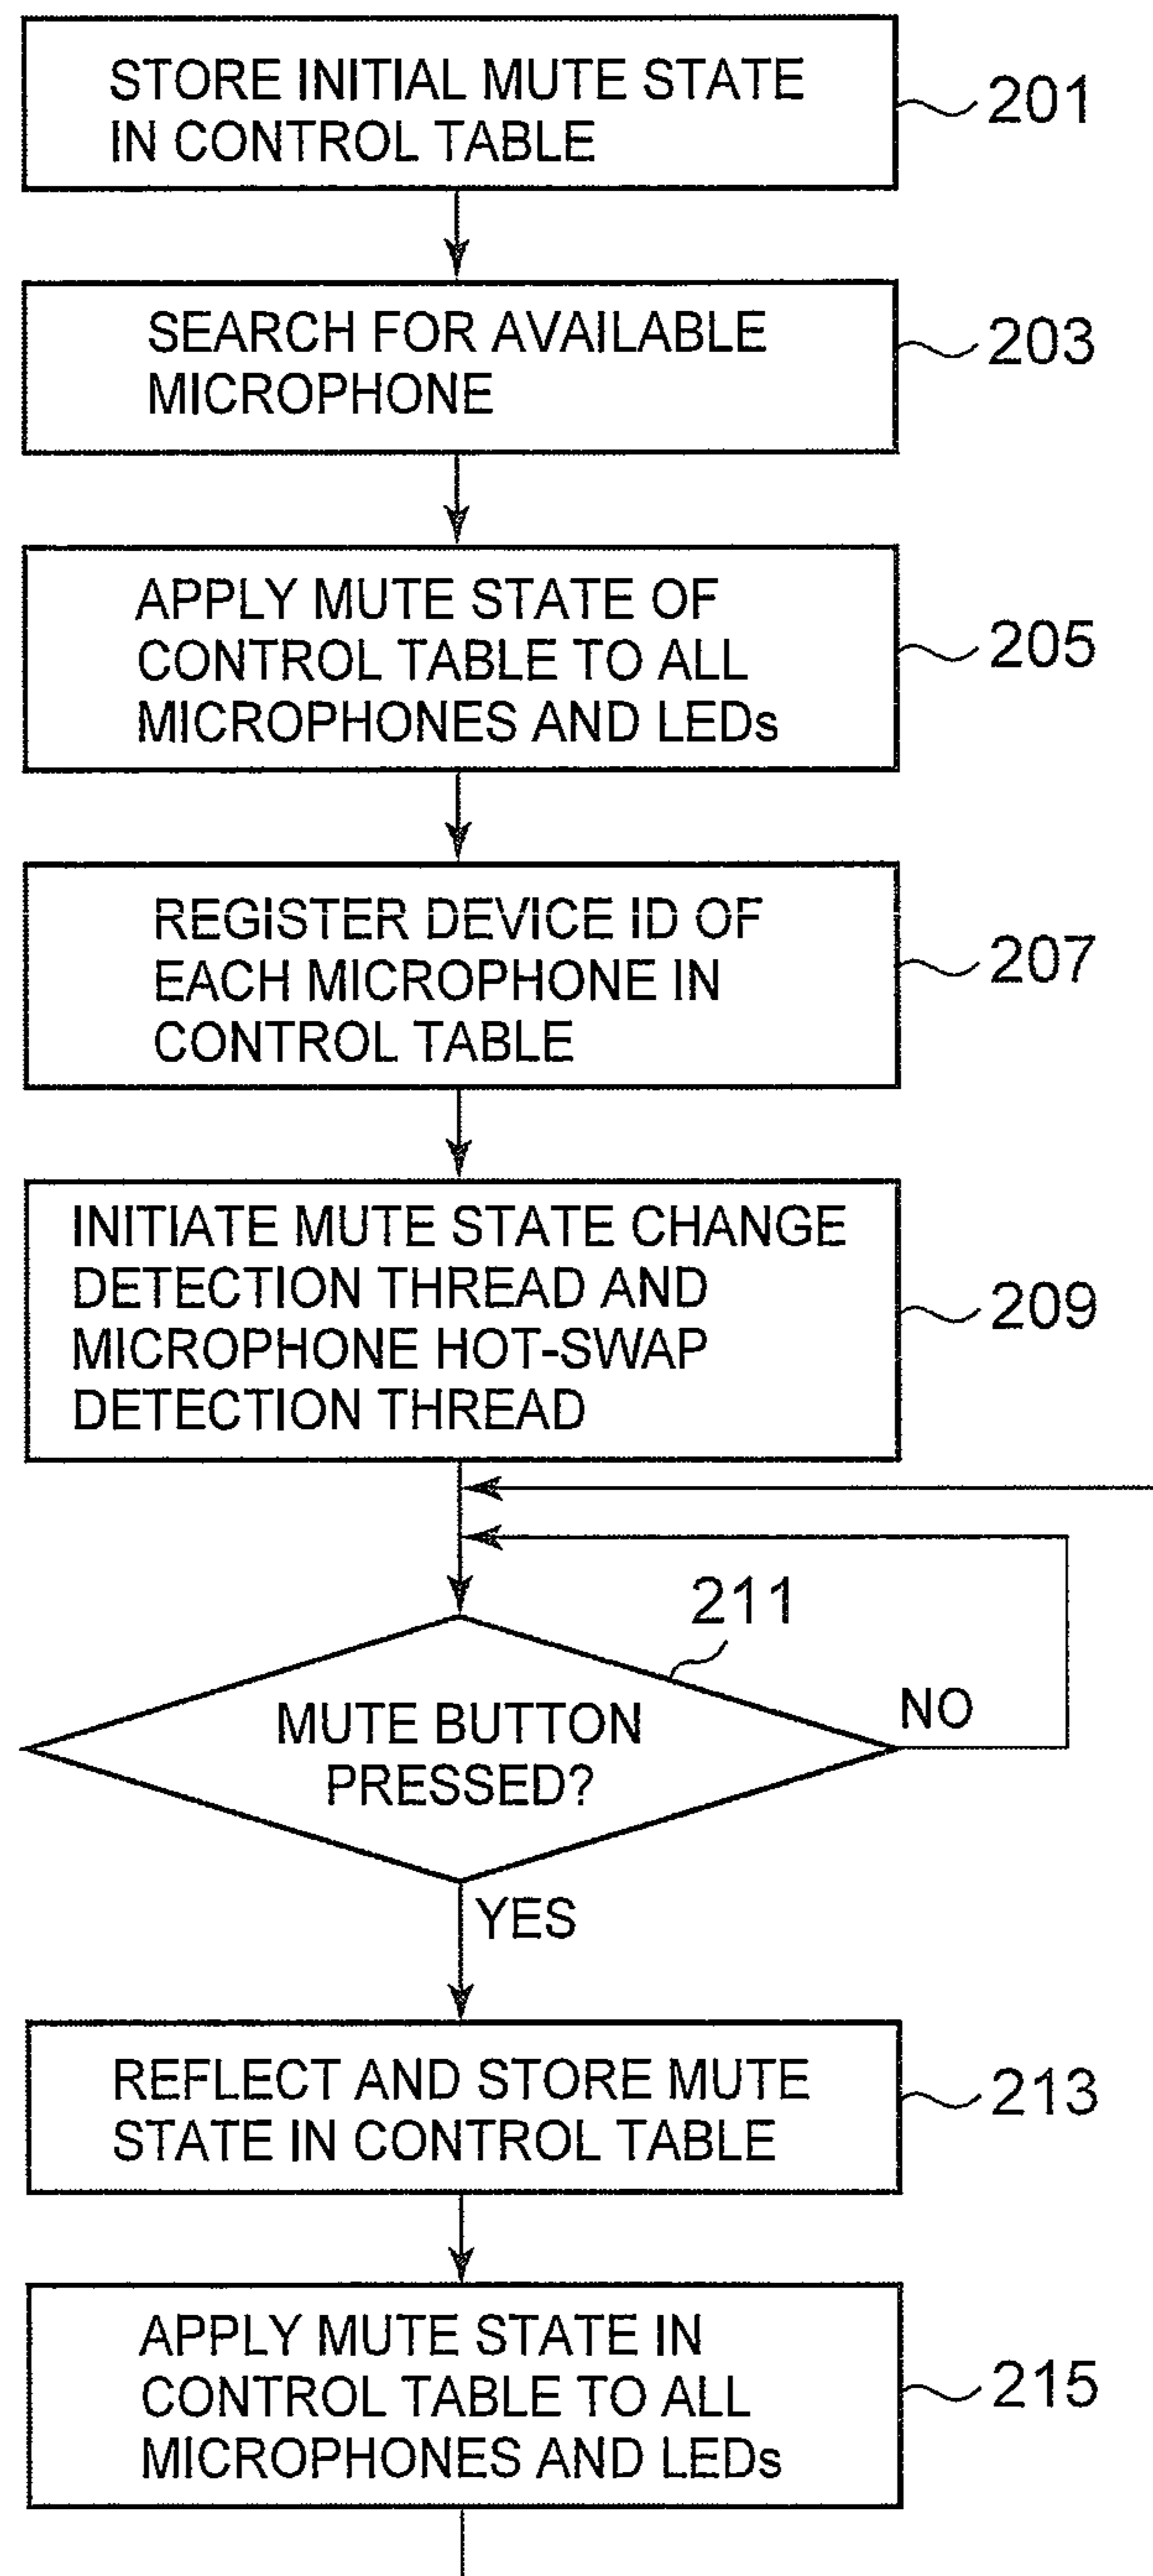 STORE INITIAL MUTE STATE
IN CONTROL TABLE
201
SEARCH FOR AVAILABLE
MICROPHONE
203
APPLY MUTE STATE OF
CONTROL TABLE TO ALL
MICROPHONES AND LEDs
205
REGISTER DEVICE ID OF
EACH MICROPHONE IN
CONTROL TABLE
207
INITIATE MUTE STATE CHANGE
DETECTION THREAD AND
MICROPHONE HOT-SWAP
DETECTION THREAD
209
211
MUTE BUTTON
PRESSED?
NO
YES
REFLECT AND STORE MUTE
STATE IN CONTROL TABLE
213
APPLY MUTE STATE IN
CONTROL TABLE TO ALL
MICROPHONES AND LEDs
215